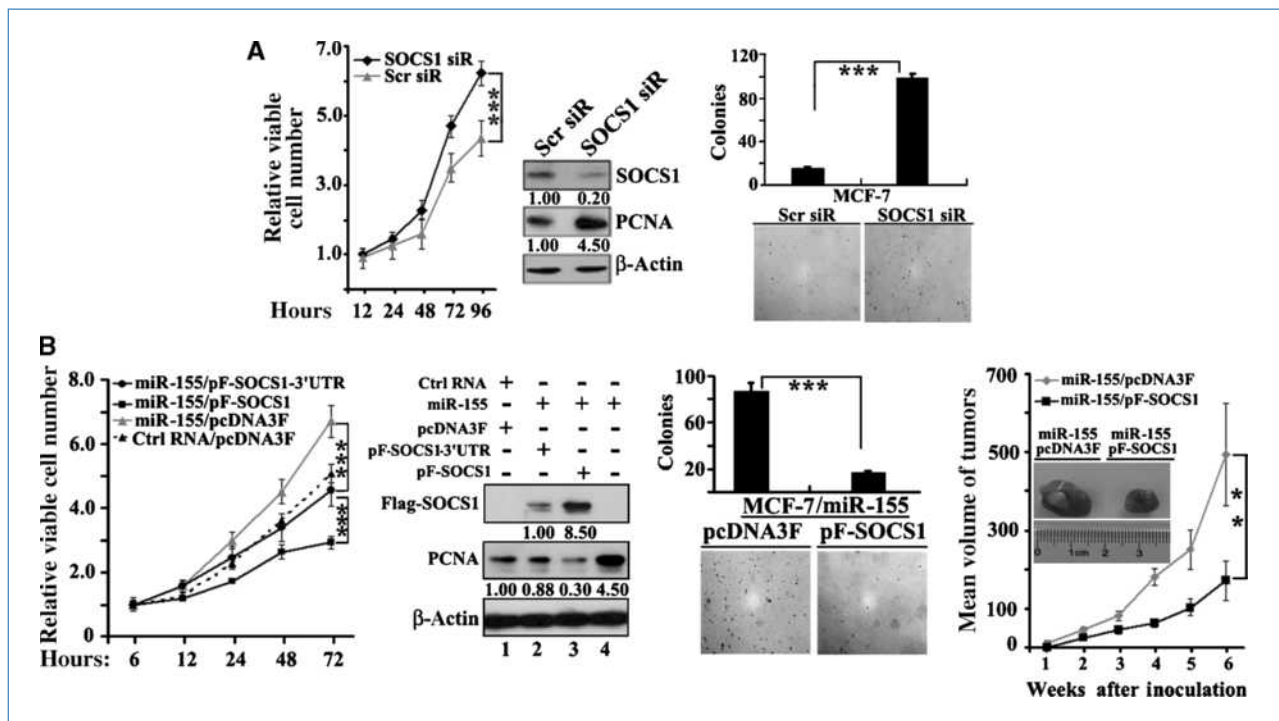 A
7.0
5.0
3.0
1.0
Relative viable
cell number
SOCS1 siR
Scr siR
***
Hours 12 24 48 72 96
Scr siR
SOCS1 siR
SOCS1
1.00 0.20
PCNA
1.00 4.50
β-Actin
120
80
60
40
20
0
Colonies
***
MCF-7
Scr siR SOCS1 siR
B
8.0
6.0
4.0
2.0
0
Relative viable cell number
miR-155/pF-SOCS1-3'UTR
miR-155/pF-SOCS1
miR-155/pcDNA3F
Ctrl RNA/pcDNA3F
***
***
Hours: 6 12 24 48 72
Ctrl RNA + - - -
miR-155 - + + +
pcDNA3F + - - +
pF-SOCS1-3'UTR - + - -
pF-SOCS1 - - + -
Flag-SOCS1
1.00 8.50
PCNA
1.00 0.88 0.30 4.50
β-Actin
1 2 3 4
100
80
60
40
20
Colonies
***
MCF-7/miR-155
pcDNA3F pF-SOCS1
700
500
300
100
0
Mean volume of tumors
miR-155/pcDNA3F
miR-155/pF-SOCS1
miR-155 miR-155
pcDNA3F pF-SOCS1
0 1cm 2 3
**
1 2 3 4 5 6
Weeks after inoculation